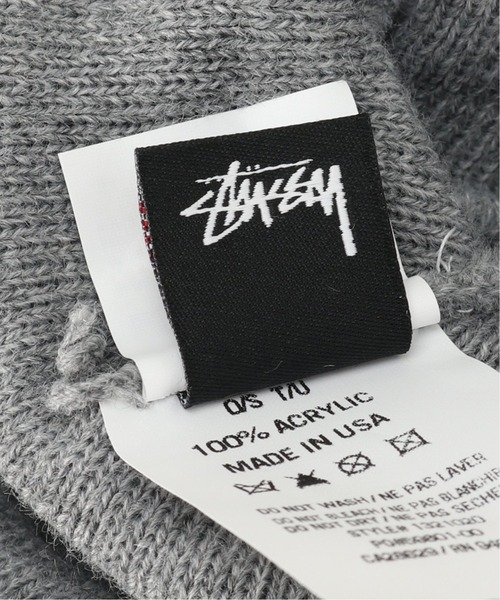 STÜSSY
O/S T/U
100% ACRYLIC
MADE IN USA
DO NOT WASH / NE PAS LAVER
DO NOT BLEACH / NE PAS BLANCHIR
DO NOT DRY / NE PAS SECHER